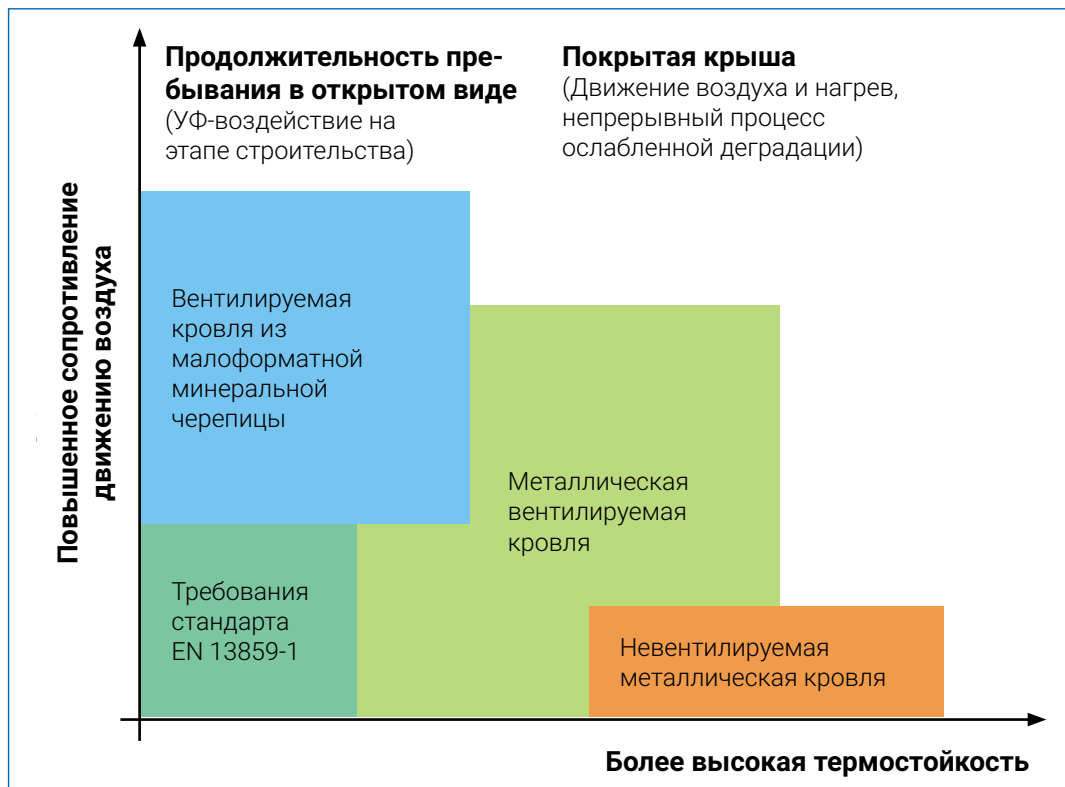 Продолжительность пре-
бывания в открытом виде
(УФ-воздействие на
этапе строительства)
Покрытая крыша
(Движение воздуха и нагрев,
непрерывный процесс
ослабленной деградации)
Повышенное сопротивление
движению воздуха
Вентилируемая
кровля из
малоформатной
минеральной
черепицы
Металлическая
вентилируемая
кровля
Требования
стандарта
EN 13859-1
Невентилируемая
металлическая кровля
Более высокая термостойкость